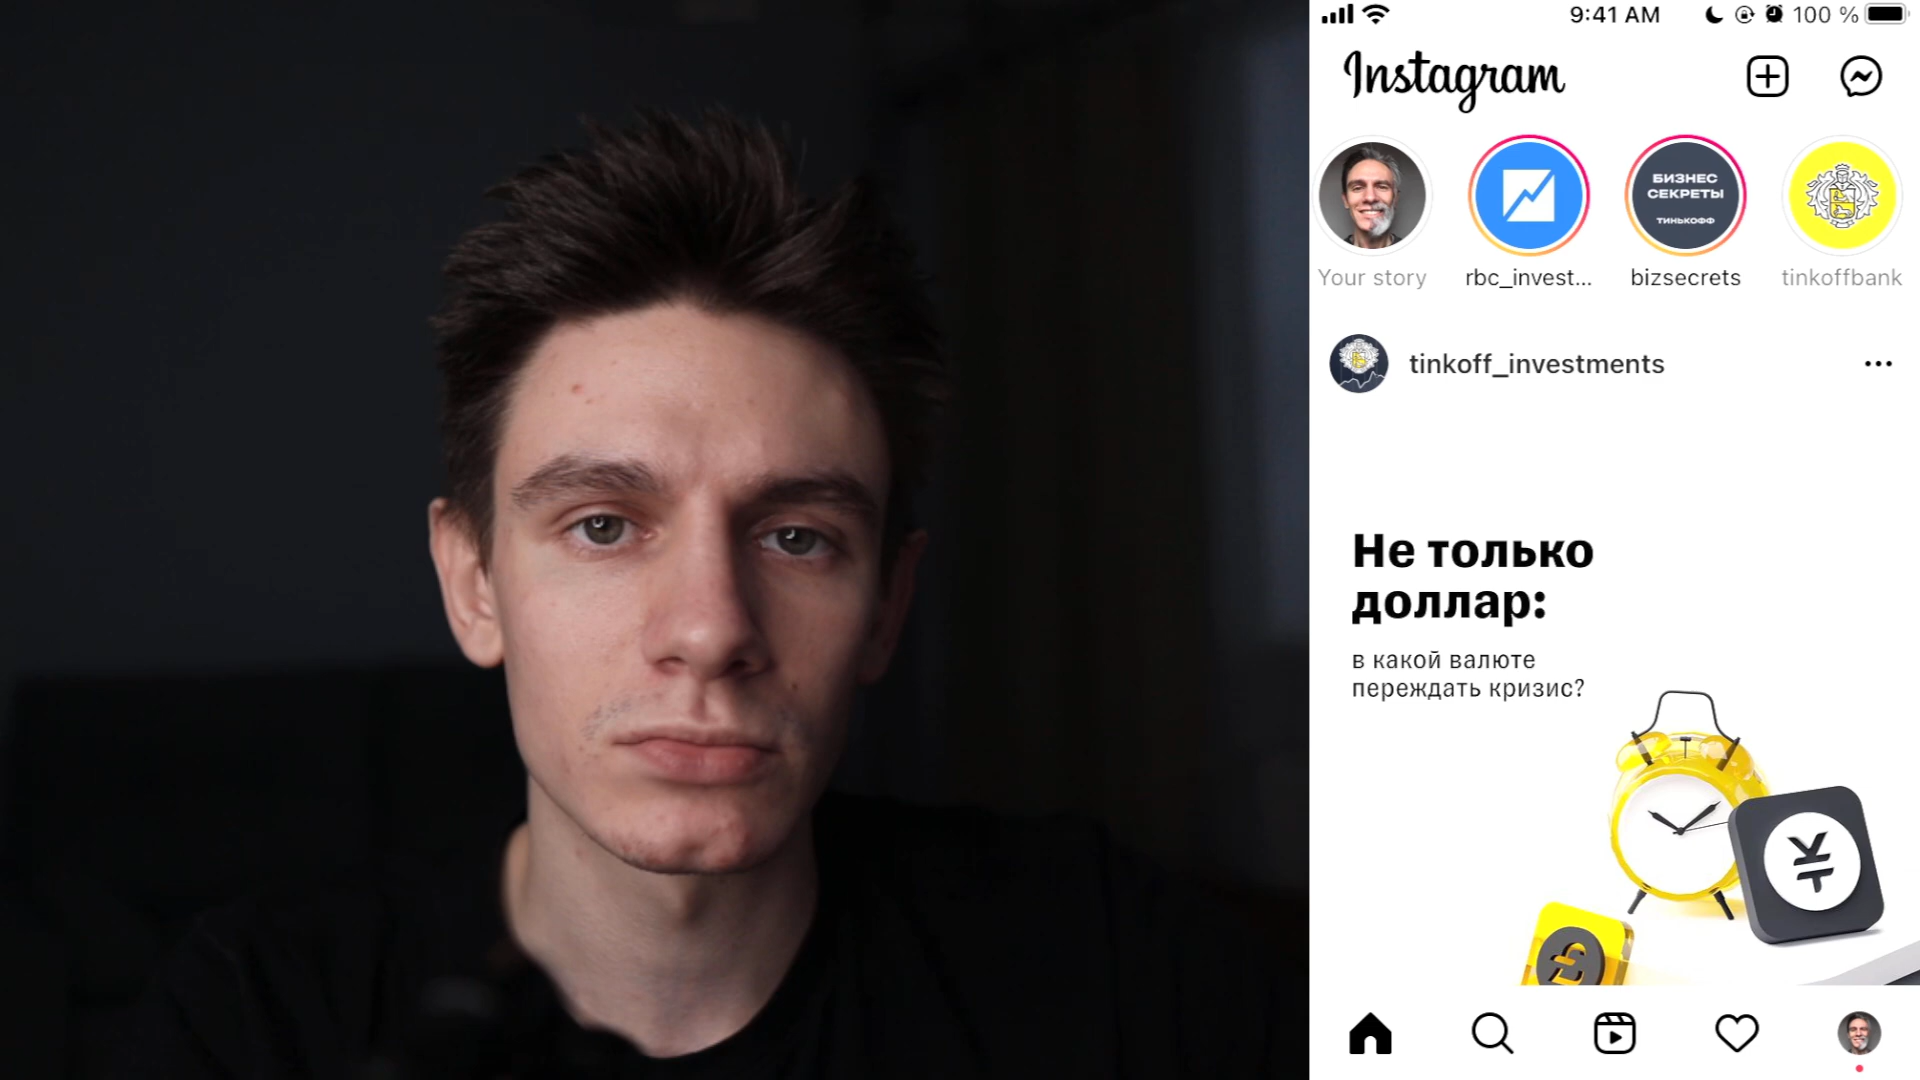 9:41 AM
100 %
Instagram
БИЗНЕС
СЕКРЕТЫ
ТИНЬКОФФ
Your story
rbc_invest...
bizsecrets
tinkoffbank
tinkoff_investments
Не только
доллар:
в какой валюте
переждать кризис?